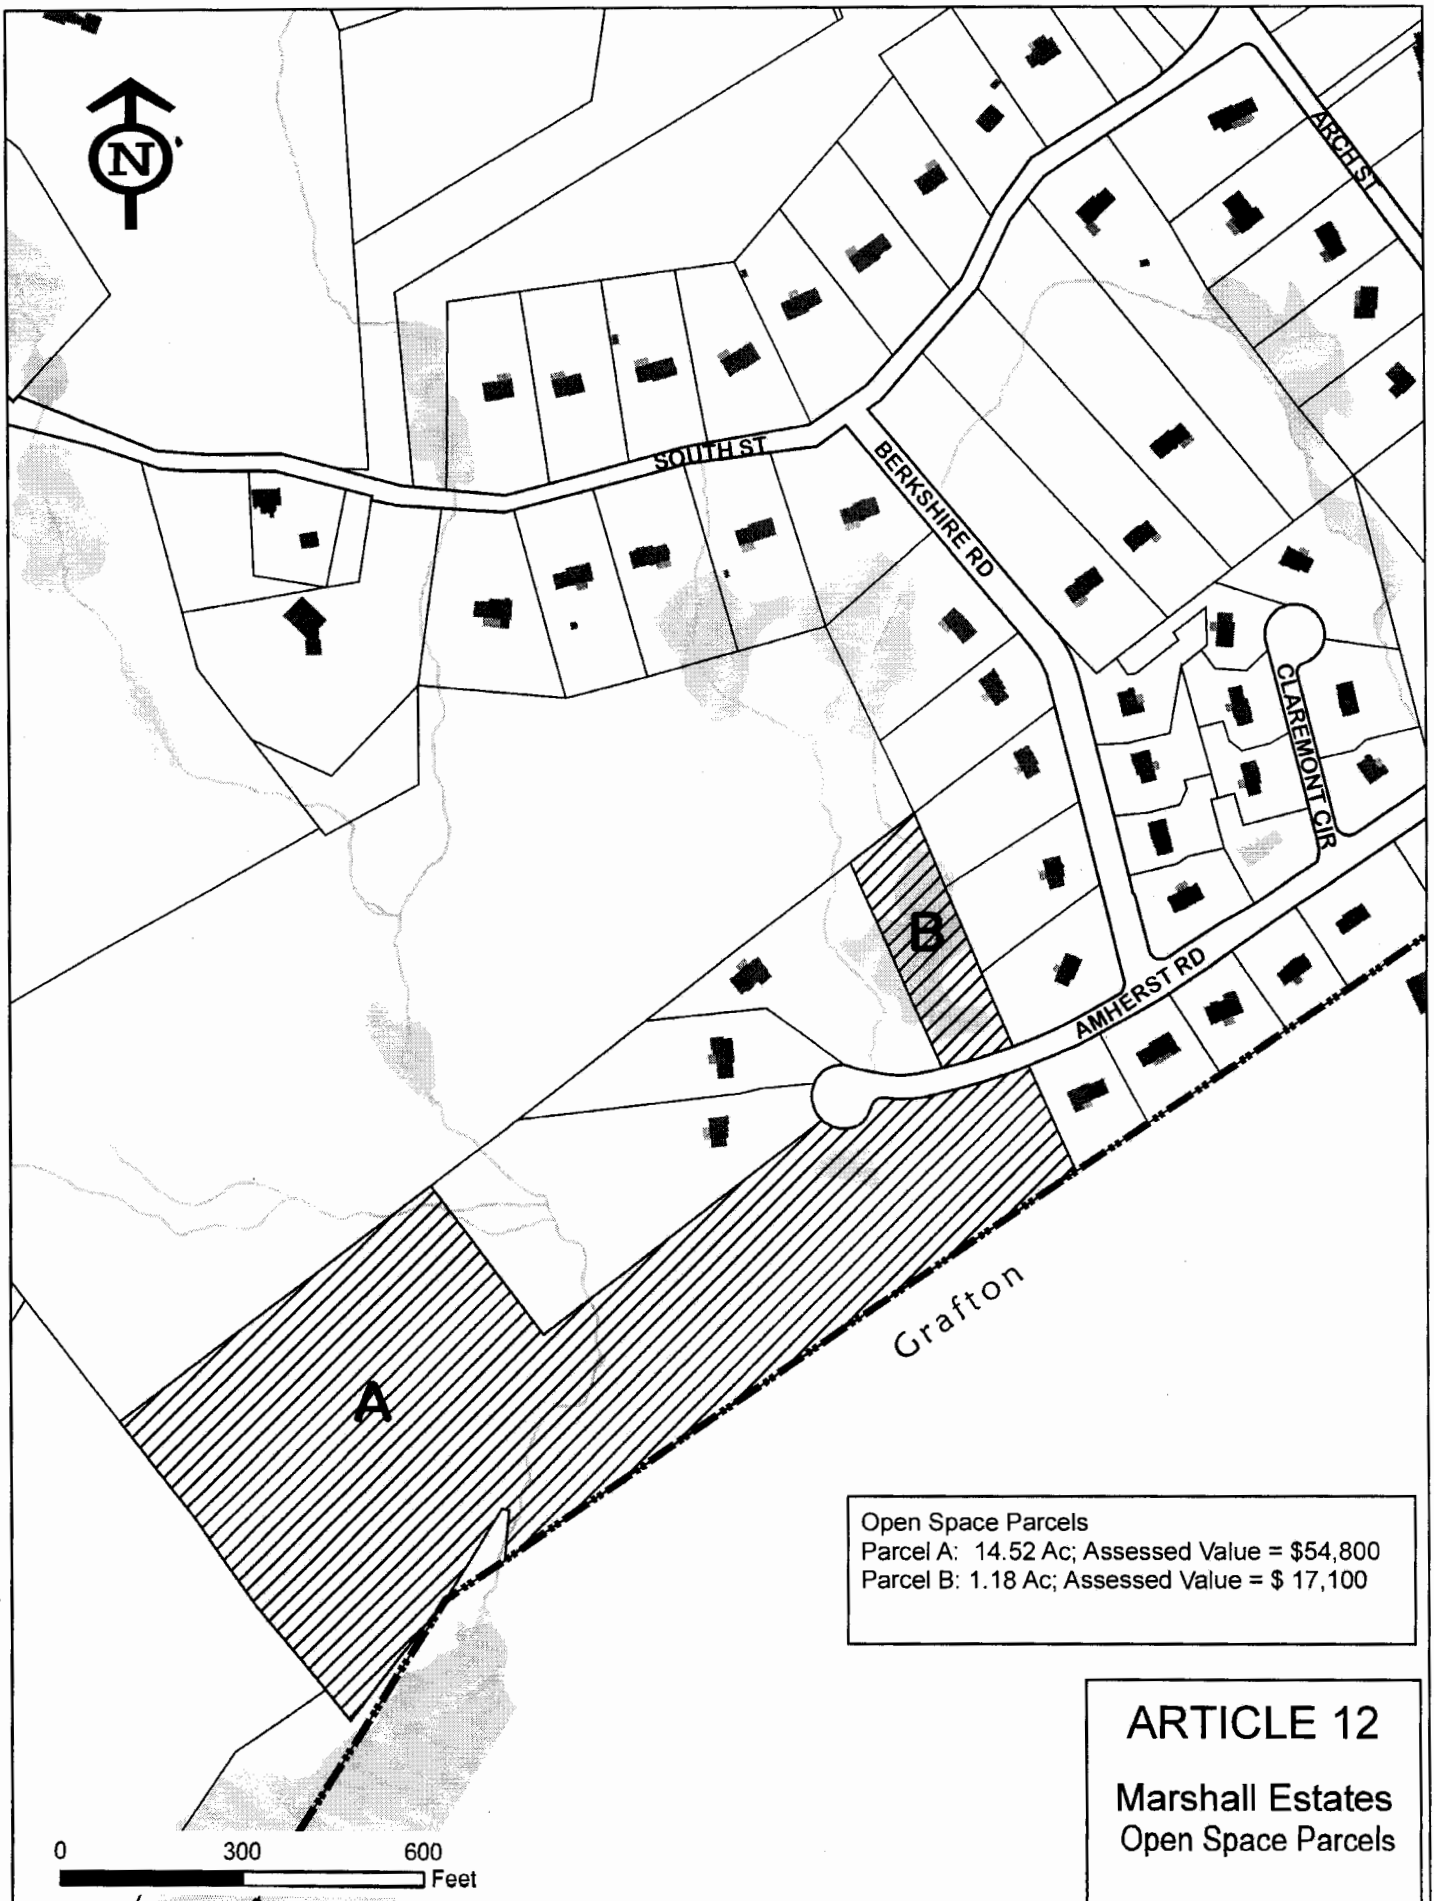 N
ARCH ST
SOUTH ST
BERKSHIRE RD
CLAREMONT CIR
B
AMHERST RD
Grafton
A
Open Space Parcels
Parcel A: 14.52 Ac; Assessed Value = $54,800
Parcel B: 1.18 Ac; Assessed Value = $ 17,100
ARTICLE 12
Marshall Estates
Open Space Parcels
0 300 600
Feet